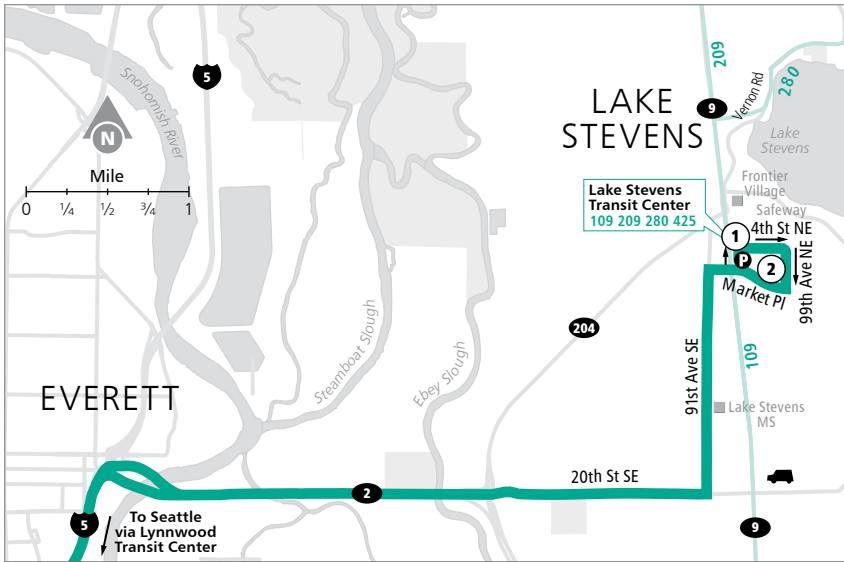 5
Snohomish River
N
Mile
0 ¼ ½ ¾ 1
EVERETT
Steamboat Slough
Ebey Slough
LAKE
STEVENS
209
9
Vernon Rd
280
Lake
Stevens
Frontier
Village
Safeway
Lake Stevens
Transit Center
109 209 280 425
1
4th St NE
P
2
99th Ave NE
Market Pl
204
91st Ave SE
109
Lake Stevens
MS
20th St SE
2
9
5
To Seattle
via Lynnwood
Transit Center